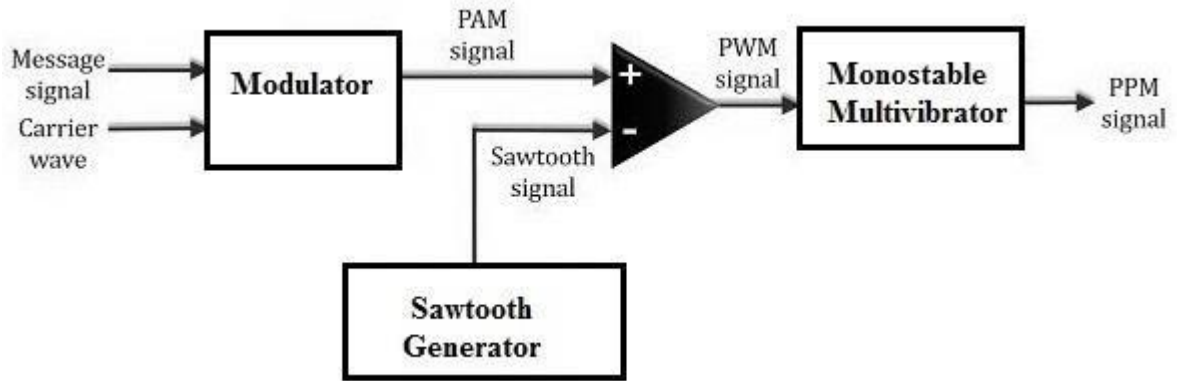 Message
signal
Carrier
wave
Modulator
PAM
signal
+
-
Sawtooth
signal
Sawtooth
Generator
PWM
signal
Monostable
Multivibrator
PPM
signal